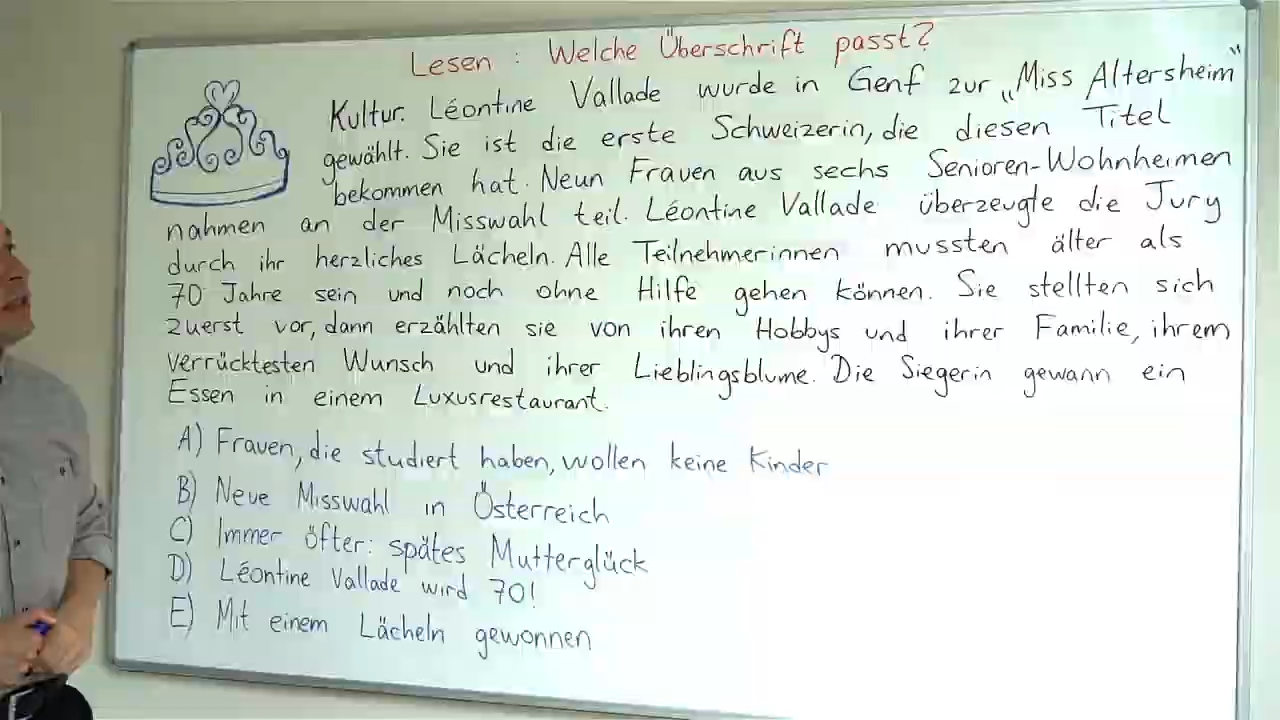 Lesen : Welche Überschrift passt?
Kultur. Léontine Vallade wurde in Genf zur „Miss Altersheim"
gewählt. Sie ist die erste Schweizerin, die diesen Titel
bekommen hat. Neun Frauen aus sechs Senioren-Wohnheimen
nahmen an der Misswahl teil. Léontine Vallade überzeugte die Jury
durch ihr herzliches Lächeln. Alle Teilnehmerinnen mussten älter als
70 Jahre sein und noch ohne Hilfe gehen können. Sie stellten sich
zuerst vor, dann erzählten sie von ihren Hobbys und ihrer Familie, ihrem
verrücktesten Wunsch und ihrer Lieblingsblume. Die Siegerin gewann ein
Essen in einem Luxusrestaurant.
A) Frauen, die studiert haben, wollen keine Kinder
B) Neue Misswahl in Österreich
C) Immer öfter: spätes Mutterglück
D) Léontine Vallade wird 70!
E) Mit einem Lächeln gewonnen